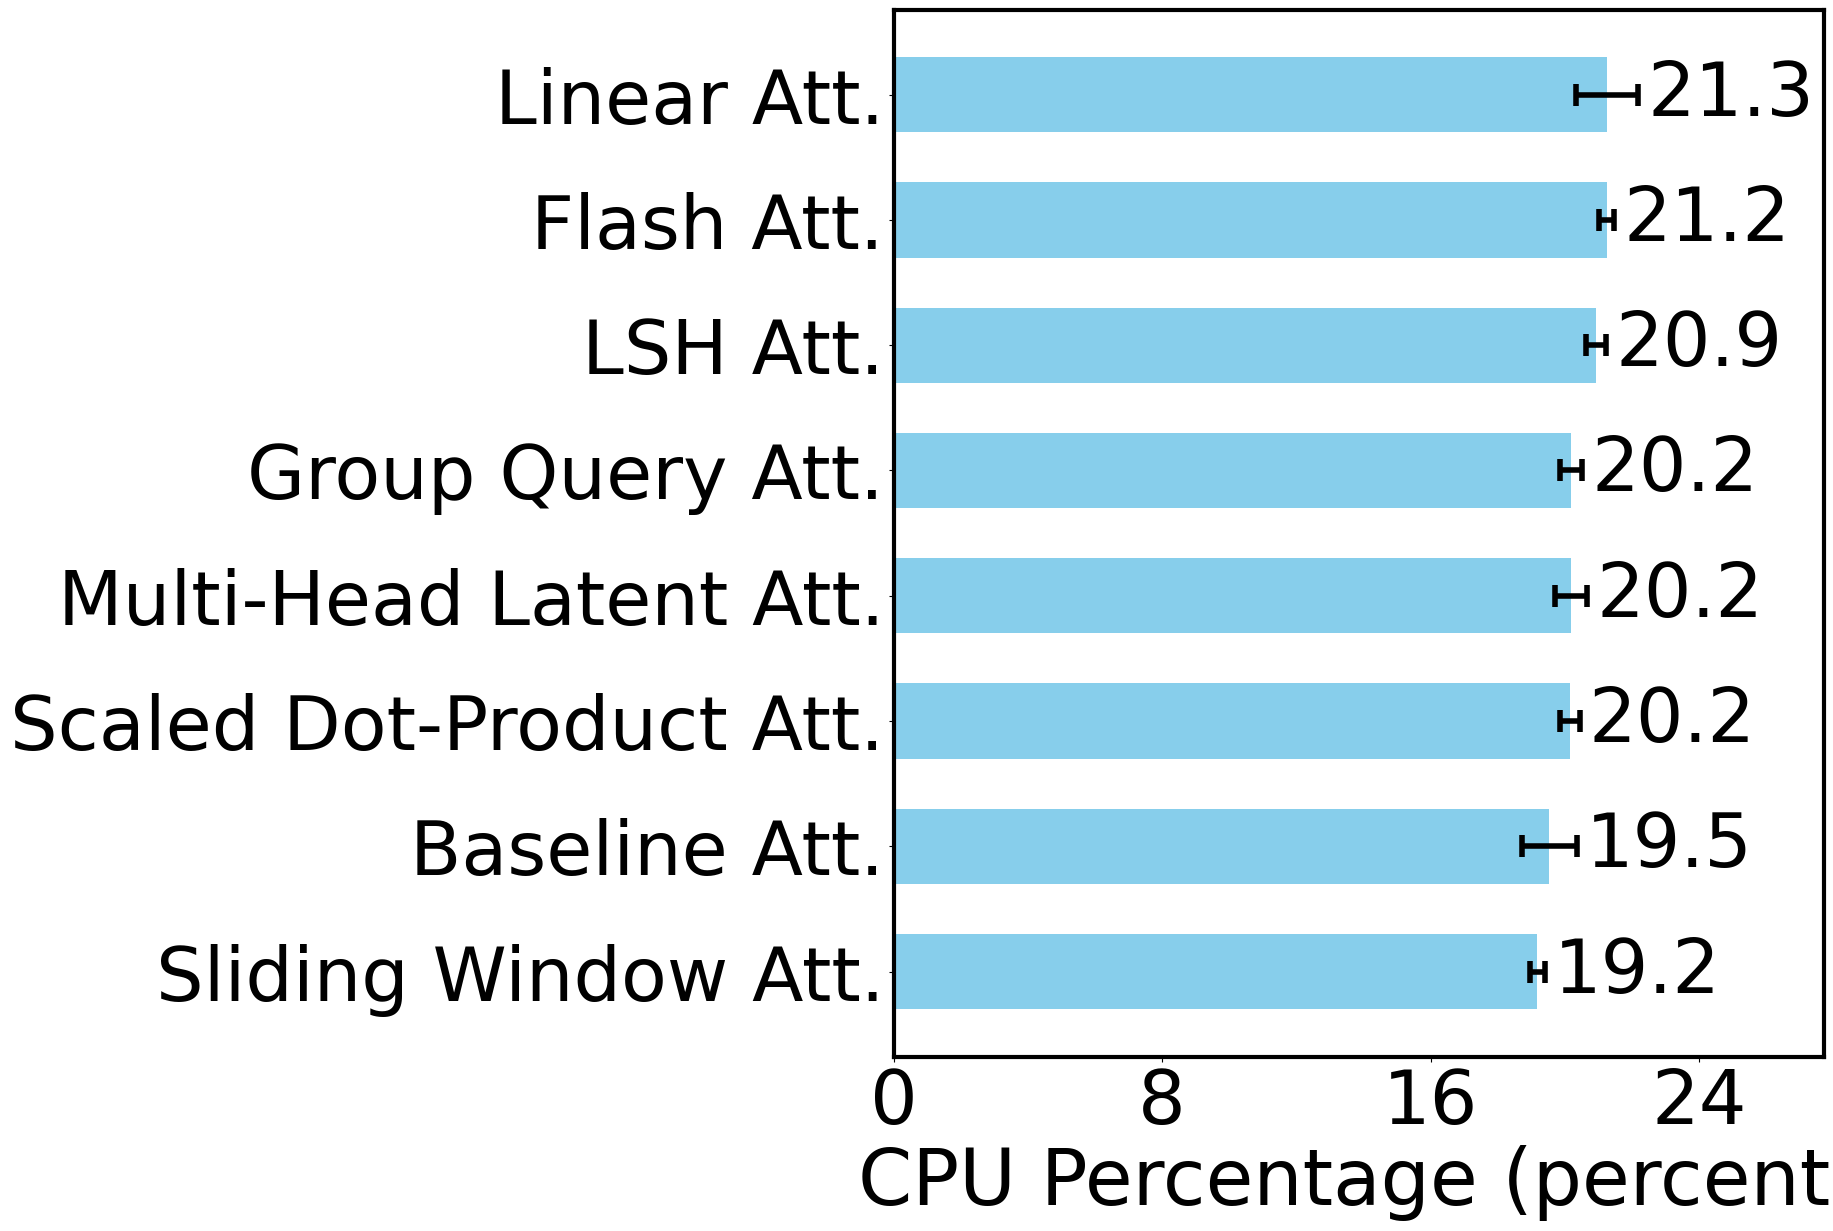 Linear Att. 21.3
Flash Att. 21.2
LSH Att. 20.9
Group Query Att. 20.2
Multi-Head Latent Att. 20.2
Scaled Dot-Product Att. 20.2
Baseline Att. 19.5
Sliding Window Att. 19.2
0 8 16 24
CPU Percentage (percent